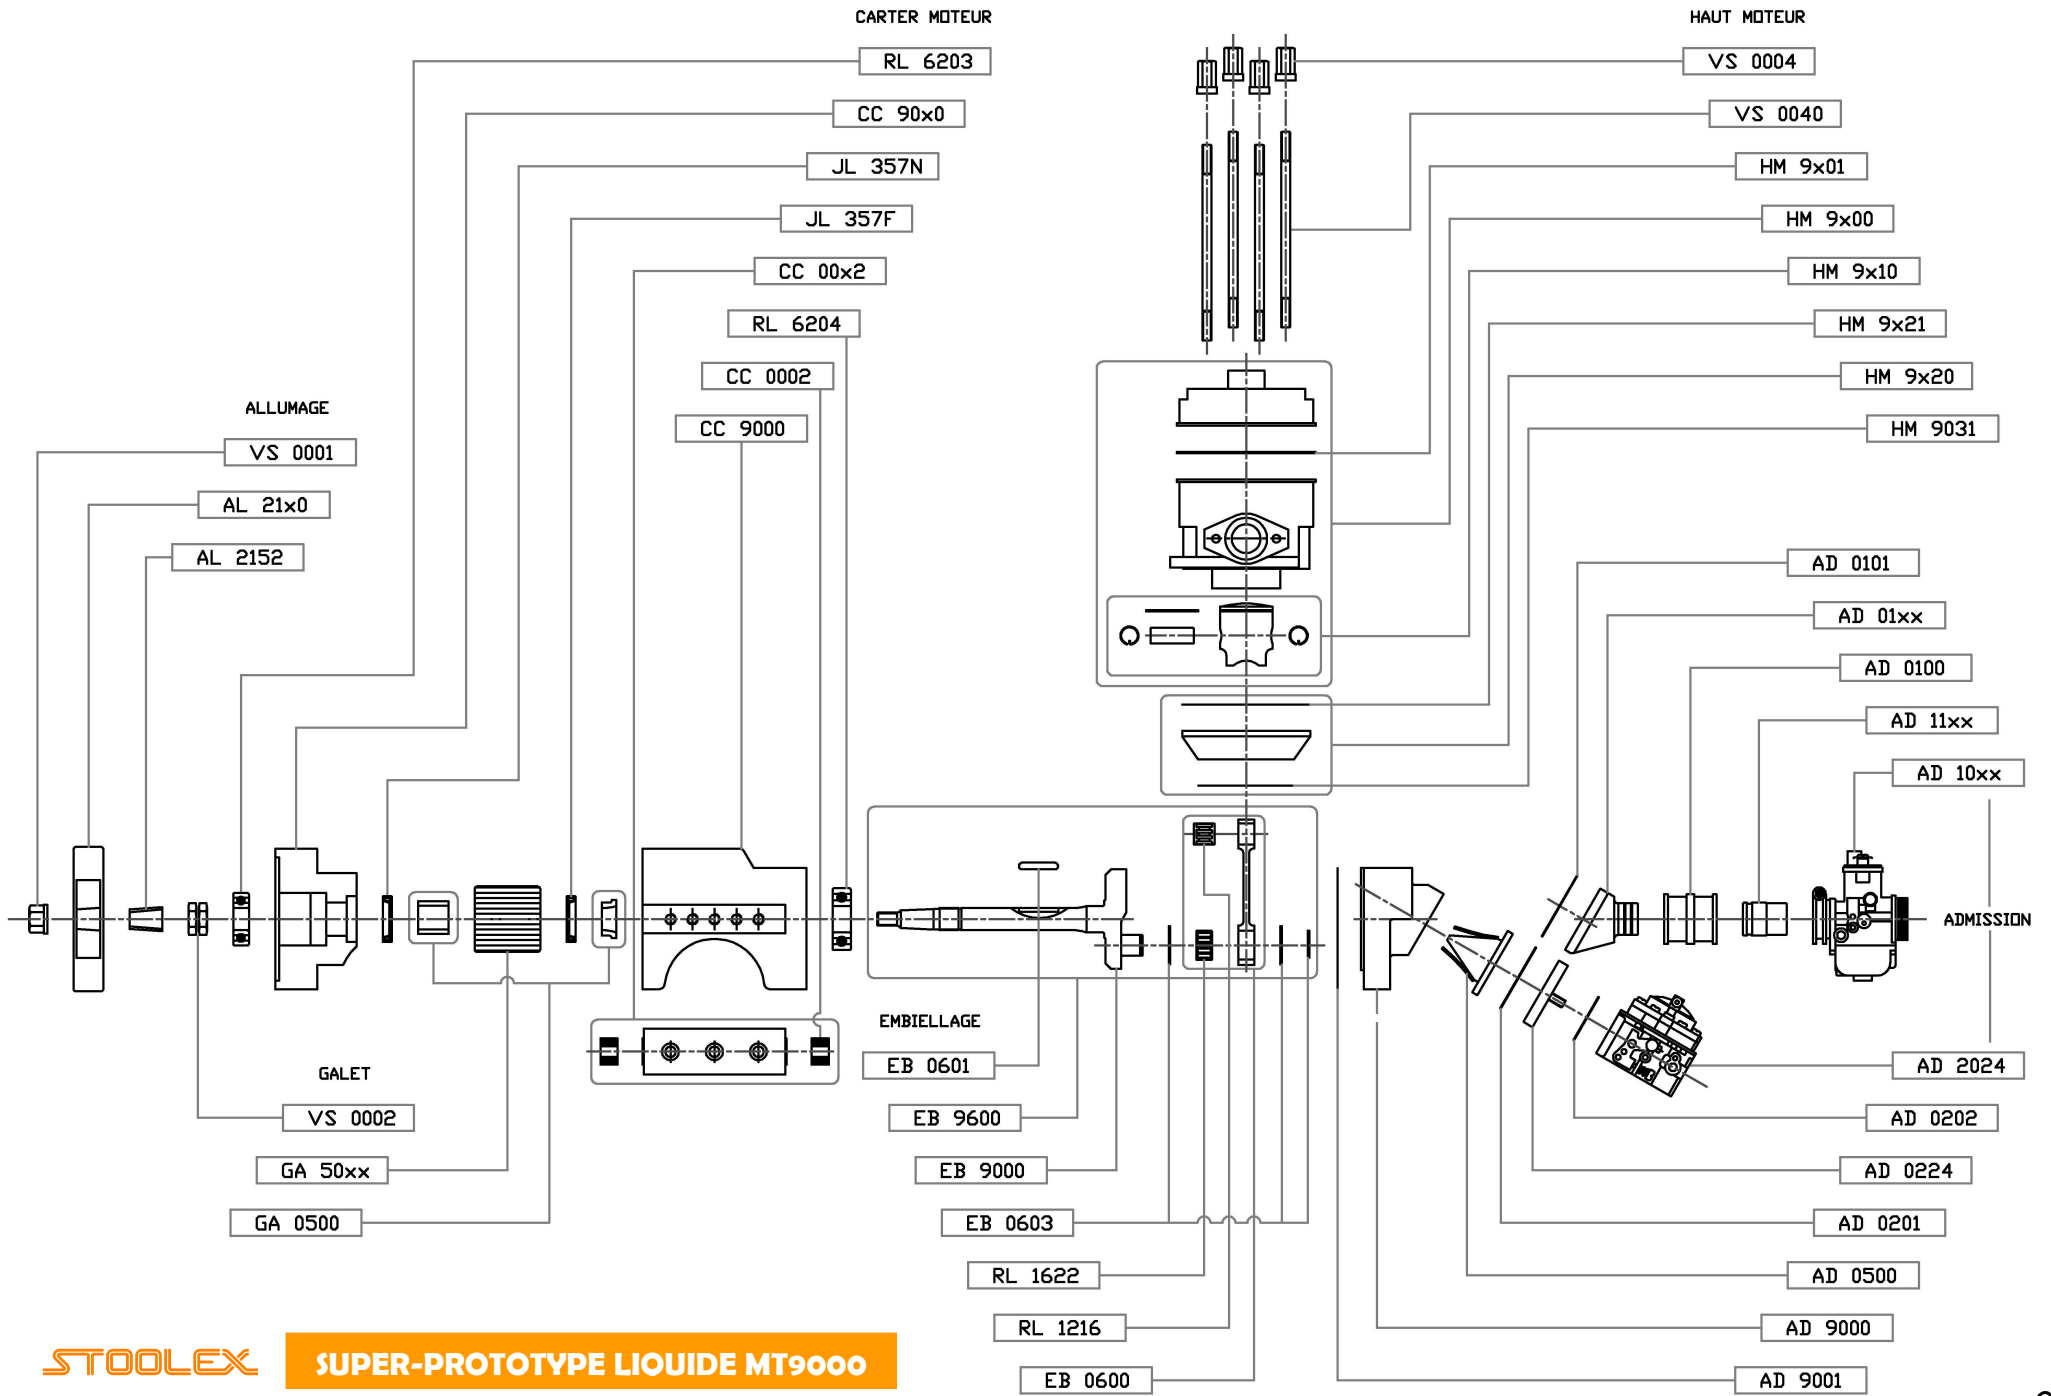 CARTER MOTEUR
RL 6203
CC 90x0
JL 357N
JL 357F
CC 00x2
RL 6204
CC 0002
CC 9000
HAUT MOTEUR
VS 0004
VS 0040
HM 9x01
HM 9x00
HM 9x10
HM 9x21
HM 9x20
HM 9031
ALLUMAGE
VS 0001
AL 21x0
AL 2152
AD 0101
AD 01xx
AD 0100
AD 11xx
AD 10xx
ADMISSION
AD 2024
AD 0202
AD 0224
AD 0201
AD 0500
AD 9000
AD 9001
GALET
VS 0002
GA 50xx
GA 0500
EMBIELLAGE
EB 0601
EB 9600
EB 9000
EB 0603
RL 1622
RL 1216
EB 0600
STOOLEX
SUPER-PROTOTYPE LIQUIDE MT9000